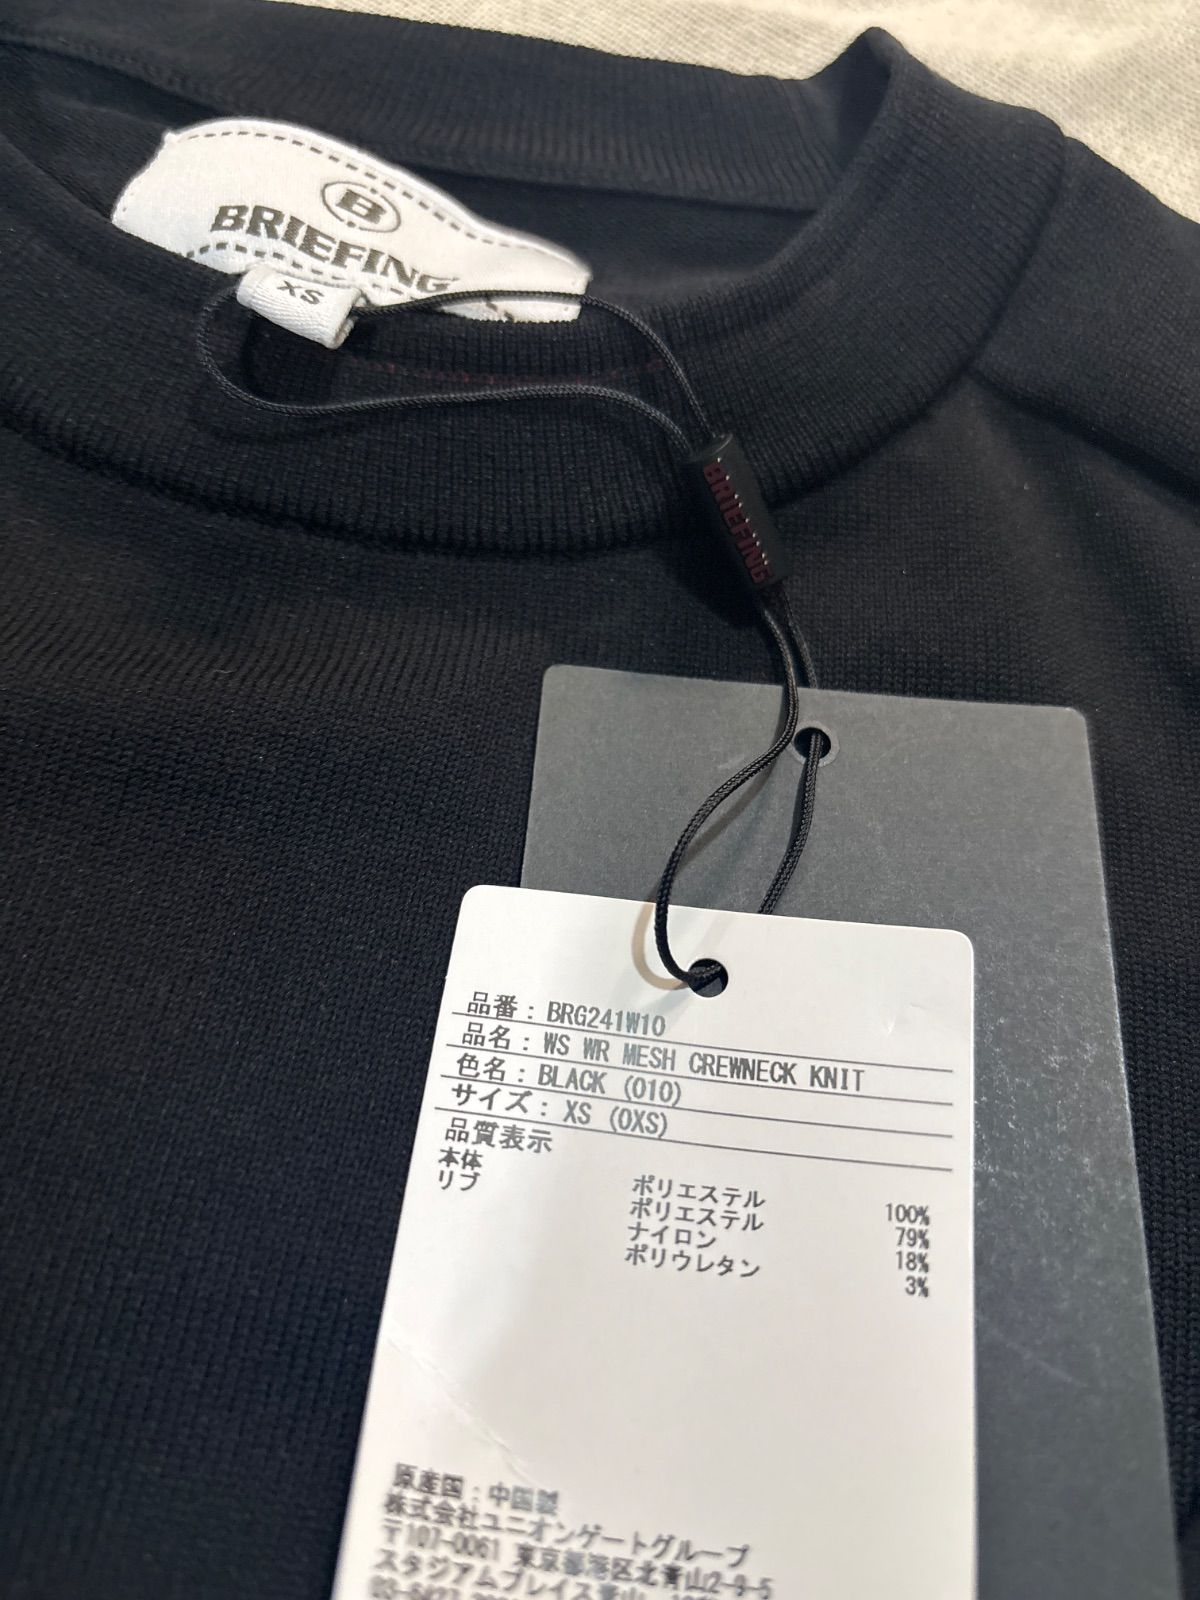 B
BRIEFING
XS
BRIEFING
品番：BRG241W10
品名：WS WR MESH CREWNECK KNIT
色名：BLACK (010)
サイズ：XS (0XS)
品質表示
本体 ポリエステル 100%
リブ ポリエステル 79%
ナイロン 18%
ポリウレタン 3%
原産国：中国製
株式会社ユニオンゲートグループ
〒107-0061 東京都港区北青山2-9-5
スタジアムプレイス青山